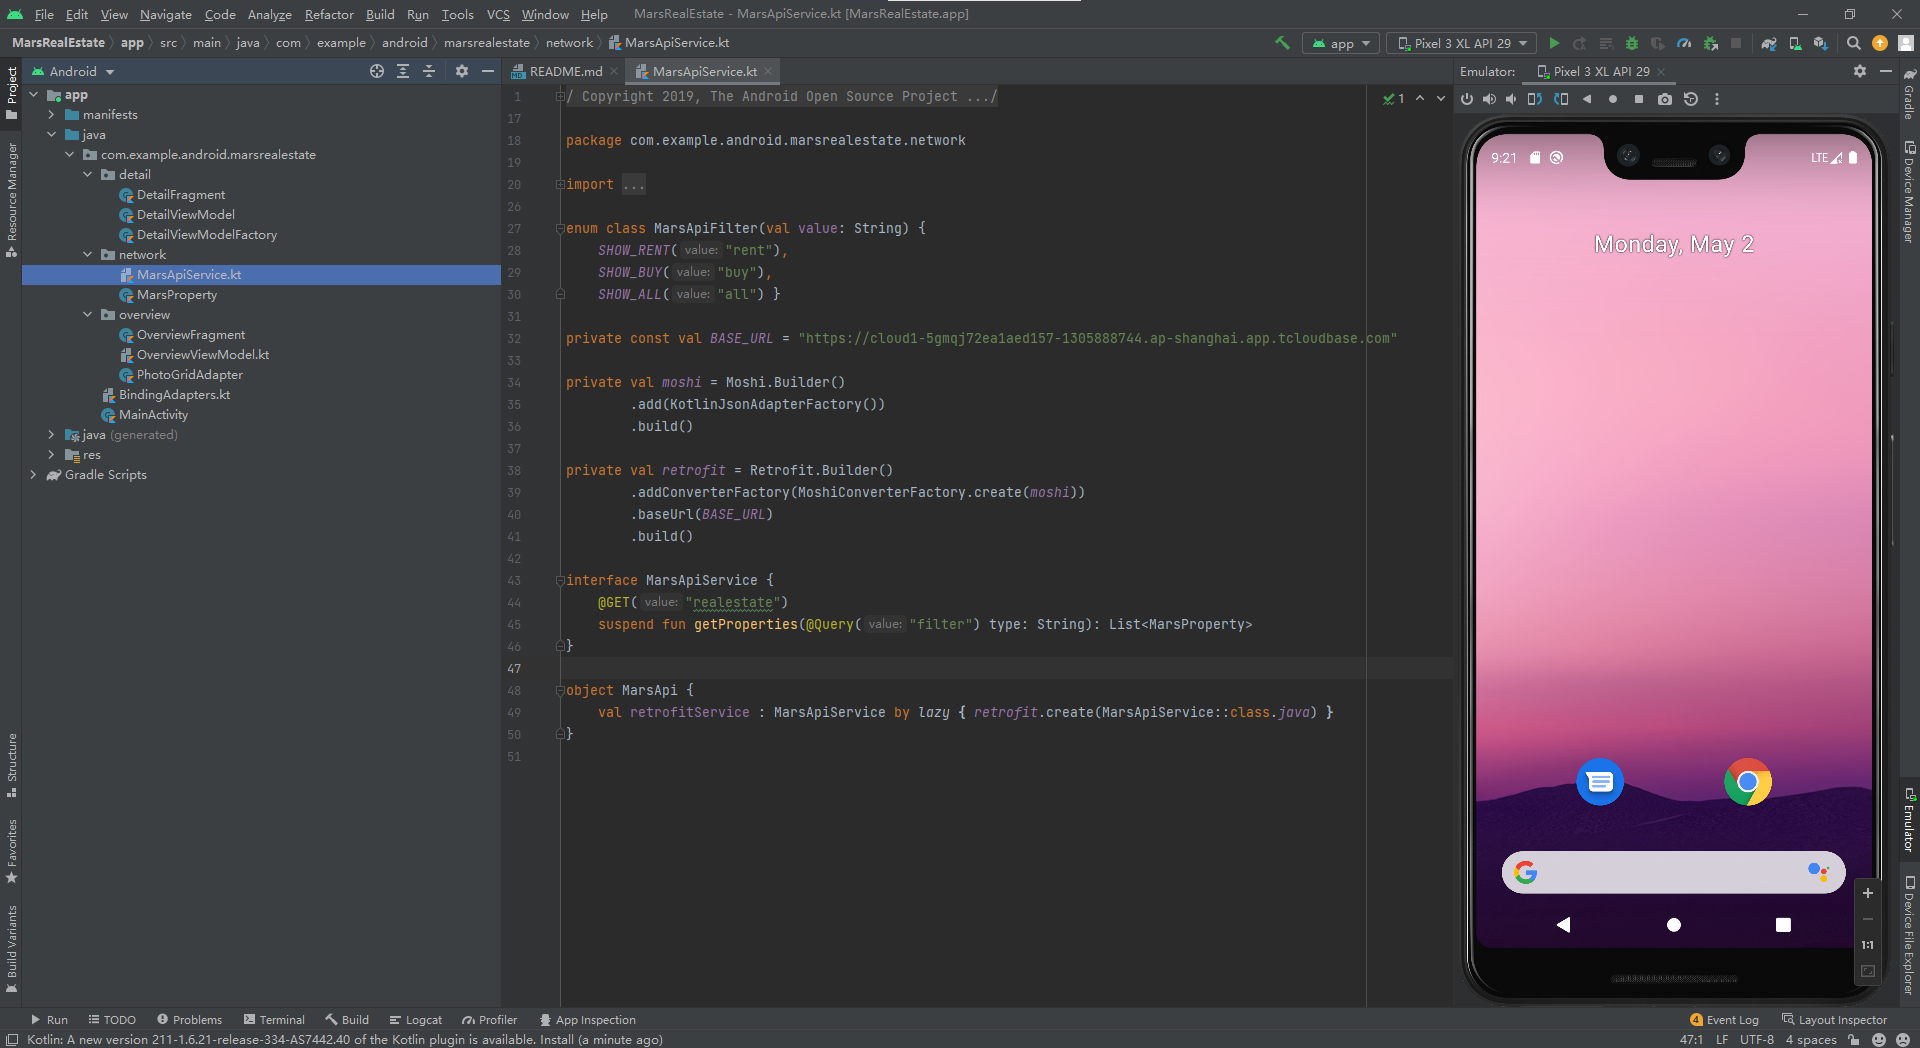 File Edit View Navigate Code Analyze Refactor Build Run Tools VCS Window Help MarsRealEstate - MarsApiService.kt [MarsRealEstate.app]
MarsRealEstate app src main java com example android marsrealestate network MarsApiService.kt app Pixel 3 XL API 29
Project
Resource Manager
Structure
Favorites
Build Variants
Android
app
manifests
java
com.example.android.marsrealestate
detail
DetailFragment
DetailViewModel
DetailViewModelFactory
network
MarsApiService.kt
MarsProperty
overview
OverviewFragment
OverviewViewModel.kt
PhotoGridAdapter
BindingAdapters.kt
MainActivity
java (generated)
res
Gradle Scripts
README.md MarsApiService.kt
1 / Copyright 2019, The Android Open Source Project .../ 1
17
18 package com.example.android.marsrealestate.network
19
20 import ...
26
27 enum class MarsApiFilter(val value: String) {
28 SHOW_RENT( value: "rent"),
29 SHOW_BUY( value: "buy"),
30 SHOW_ALL( value: "all") }
31
32 private const val BASE_URL = "https://cloud1-5gmqj72ea1aed157-1305888744.ap-shanghai.app.tcloudbase.com"
33
34 private val moshi = Moshi.Builder()
35 .add(KotlinJsonAdapterFactory())
36 .build()
37
38 private val retrofit = Retrofit.Builder()
39 .addConverterFactory(MoshiConverterFactory.create(moshi))
40 .baseUrl(BASE_URL)
41 .build()
42
43 interface MarsApiService {
44 @GET( value: "realestate")
45 suspend fun getProperties(@Query( value: "filter") type: String): List<MarsProperty>
46 }
47
48 object MarsApi {
49 val retrofitService : MarsApiService by lazy { retrofit.create(MarsApiService::class.java) }
50 }
51
Emulator: Pixel 3 XL API 29
9:21 LTE
Monday, May 2
1:1
Gradle
Device Manager
Emulator
Device File Explorer
Run TODO Problems Terminal Build Logcat Profiler App Inspection 4 Event Log Layout Inspector
Kotlin: A new version 211-1.6.21-release-334-AS7442.40 of the Kotlin plugin is available. Install (a minute ago) 47:1 LF UTF-8 4 spaces